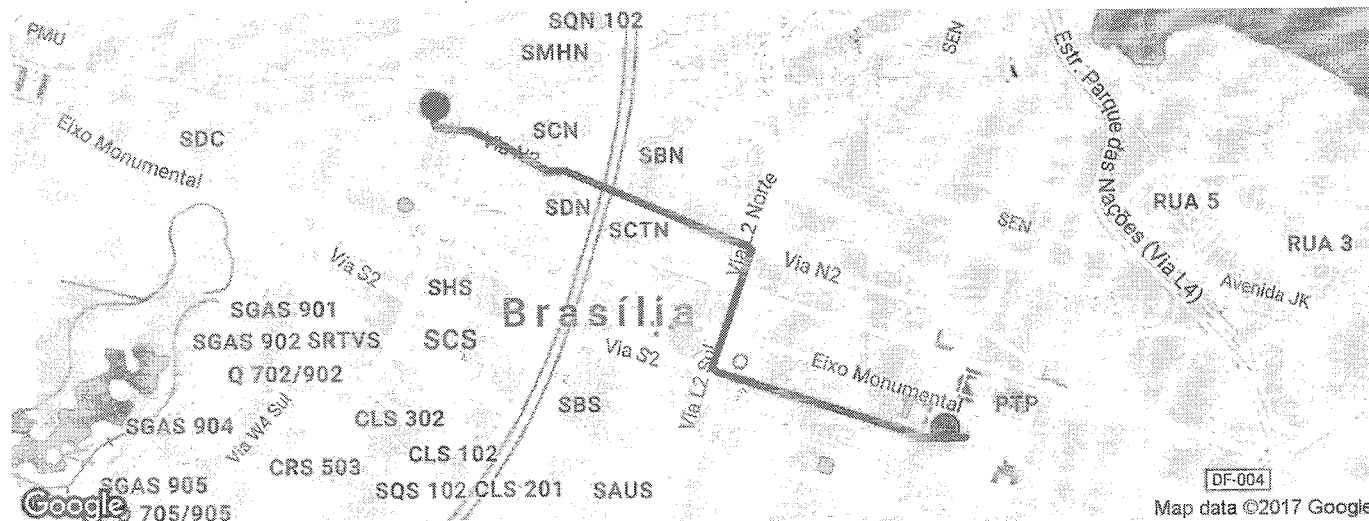 SQN 102
PMU
SMHN
SEN
Estr. Parque das Nações (Via L4)
Eixo Monumental
SDC
SCN
SBN
Via L2 Norte
SDN
SCTN
SEN
RUA 5
RUA 3
Via S2
Via N2
SHS
Avenida JK
SGAS 901
Brasília
SGAS 902 SRTVS
SCS
Via S2
Q 702/902
Via L2 Sul
Eixo Monumental
SBS
PTP
SGAS 904
Via W4 Sul
CLS 302
CLS 102
CRS 503
SGAS 905
SQS 102 CLS 201
SAUS
DF-004
Google
705/905
Map data ©2017 Google